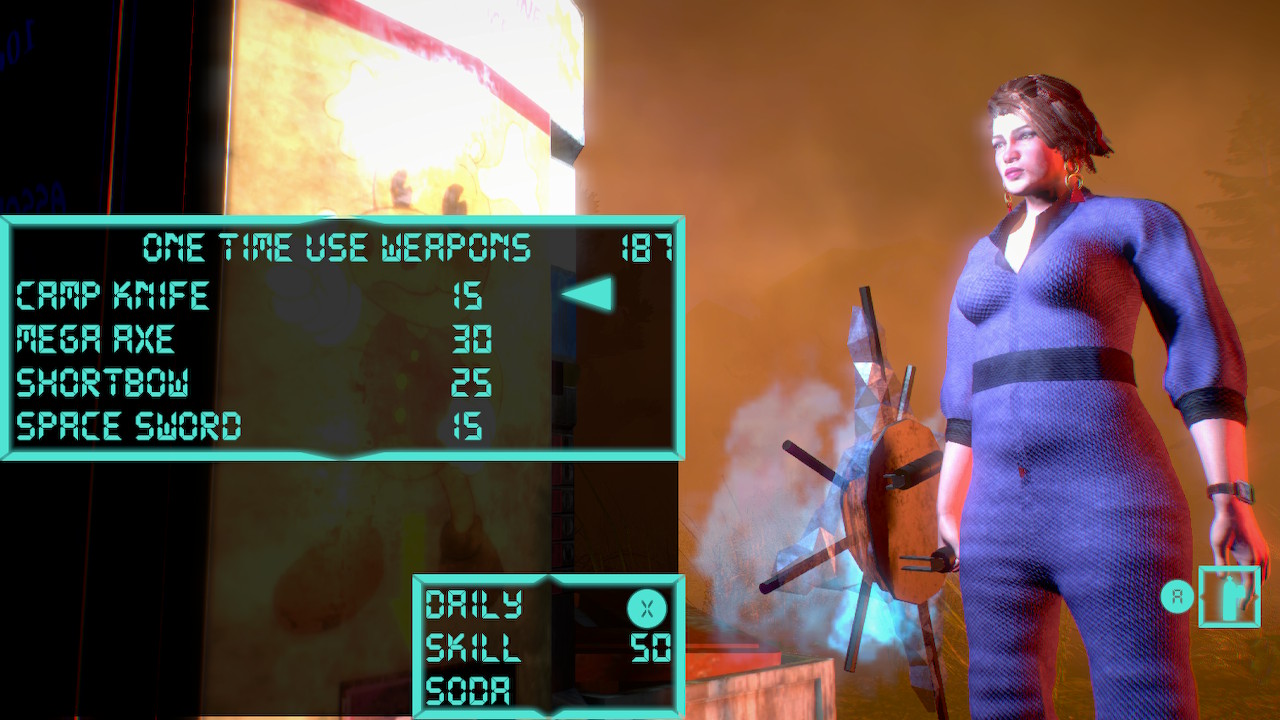 ONE TIME USE WEAPONS 187
CAMP KNIFE 15
MEGA AXE 30
SHORTBOW 25
SPACE SWORD 15
DAILY X
SKILL 50
SODA
A